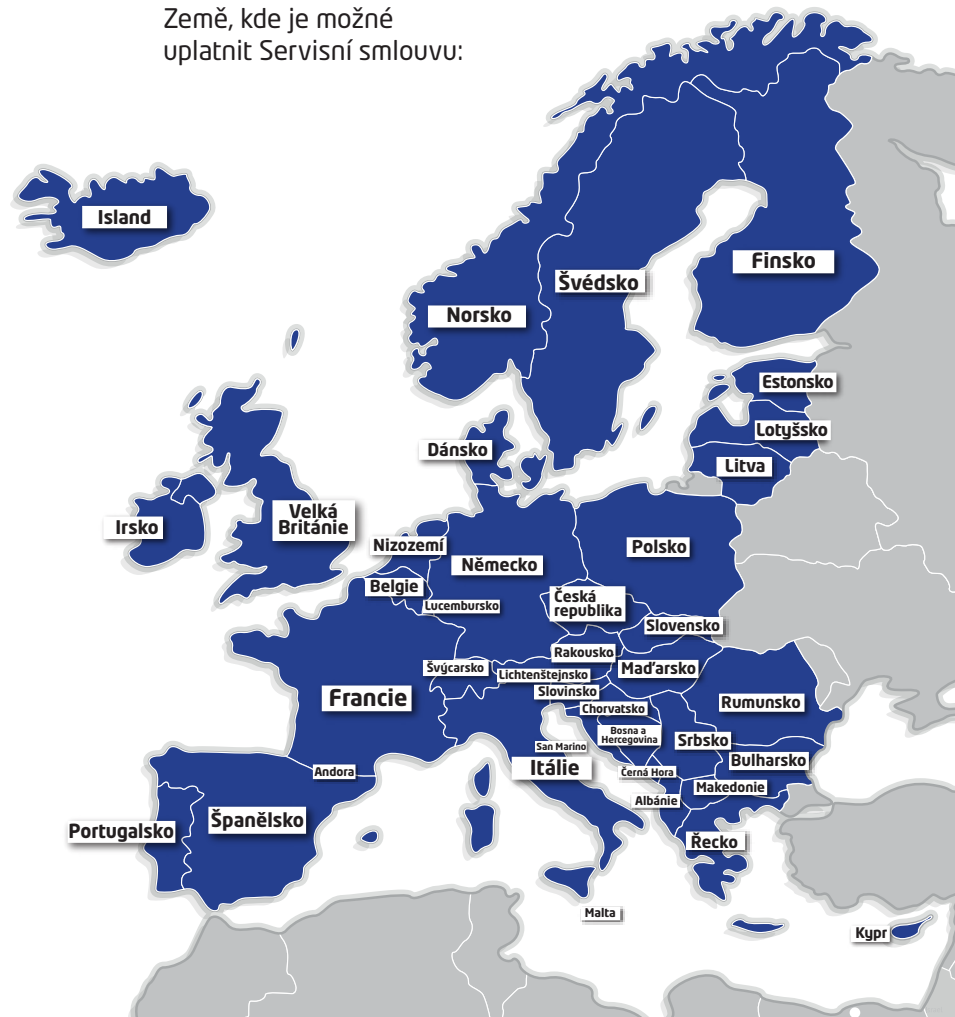 Země, kde je možné
uplatnit Servisní smlouvu:
Island
Finsko
Švédsko
Norsko
Estonsko
Lotyšsko
Dánsko
Litva
Velká
Británie
Irsko
Nizozemí
Polsko
Německo
Belgie
Česká
republika
Lucembursko
Slovensko
Rakousko
Švýcarsko
Maďarsko
Lichtenštejnsko
Slovinsko
Francie
Rumunsko
Chorvatsko
Bosna a
Hercegovina
Srbsko
San Marino
Bulharsko
Itálie
Andora
Černá Hora
Makedonie
Albánie
Španělsko
Portugalsko
Řecko
Malta
Kypr